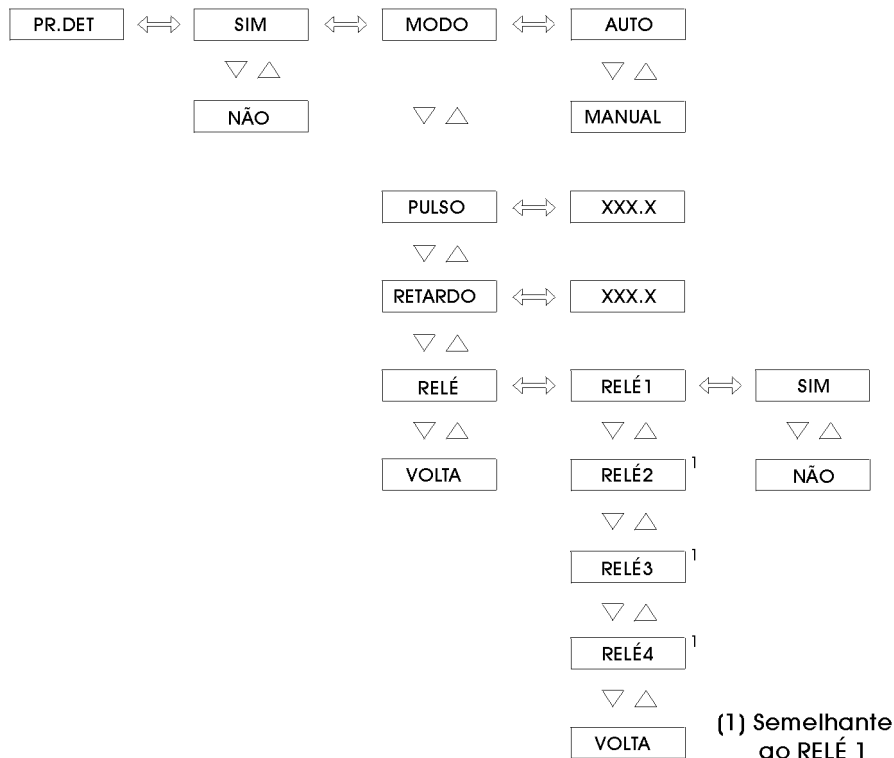 PR.DET SIM MODO AUTO
NÃO MANUAL
PULSO XXX.X
RETARDO XXX.X
RELÉ RELÉ1 SIM
VOLTA RELÉ2 1 NÃO
RELÉ3 1
RELÉ4 1
VOLTA
(1) Semelhante
ao RELÉ 1